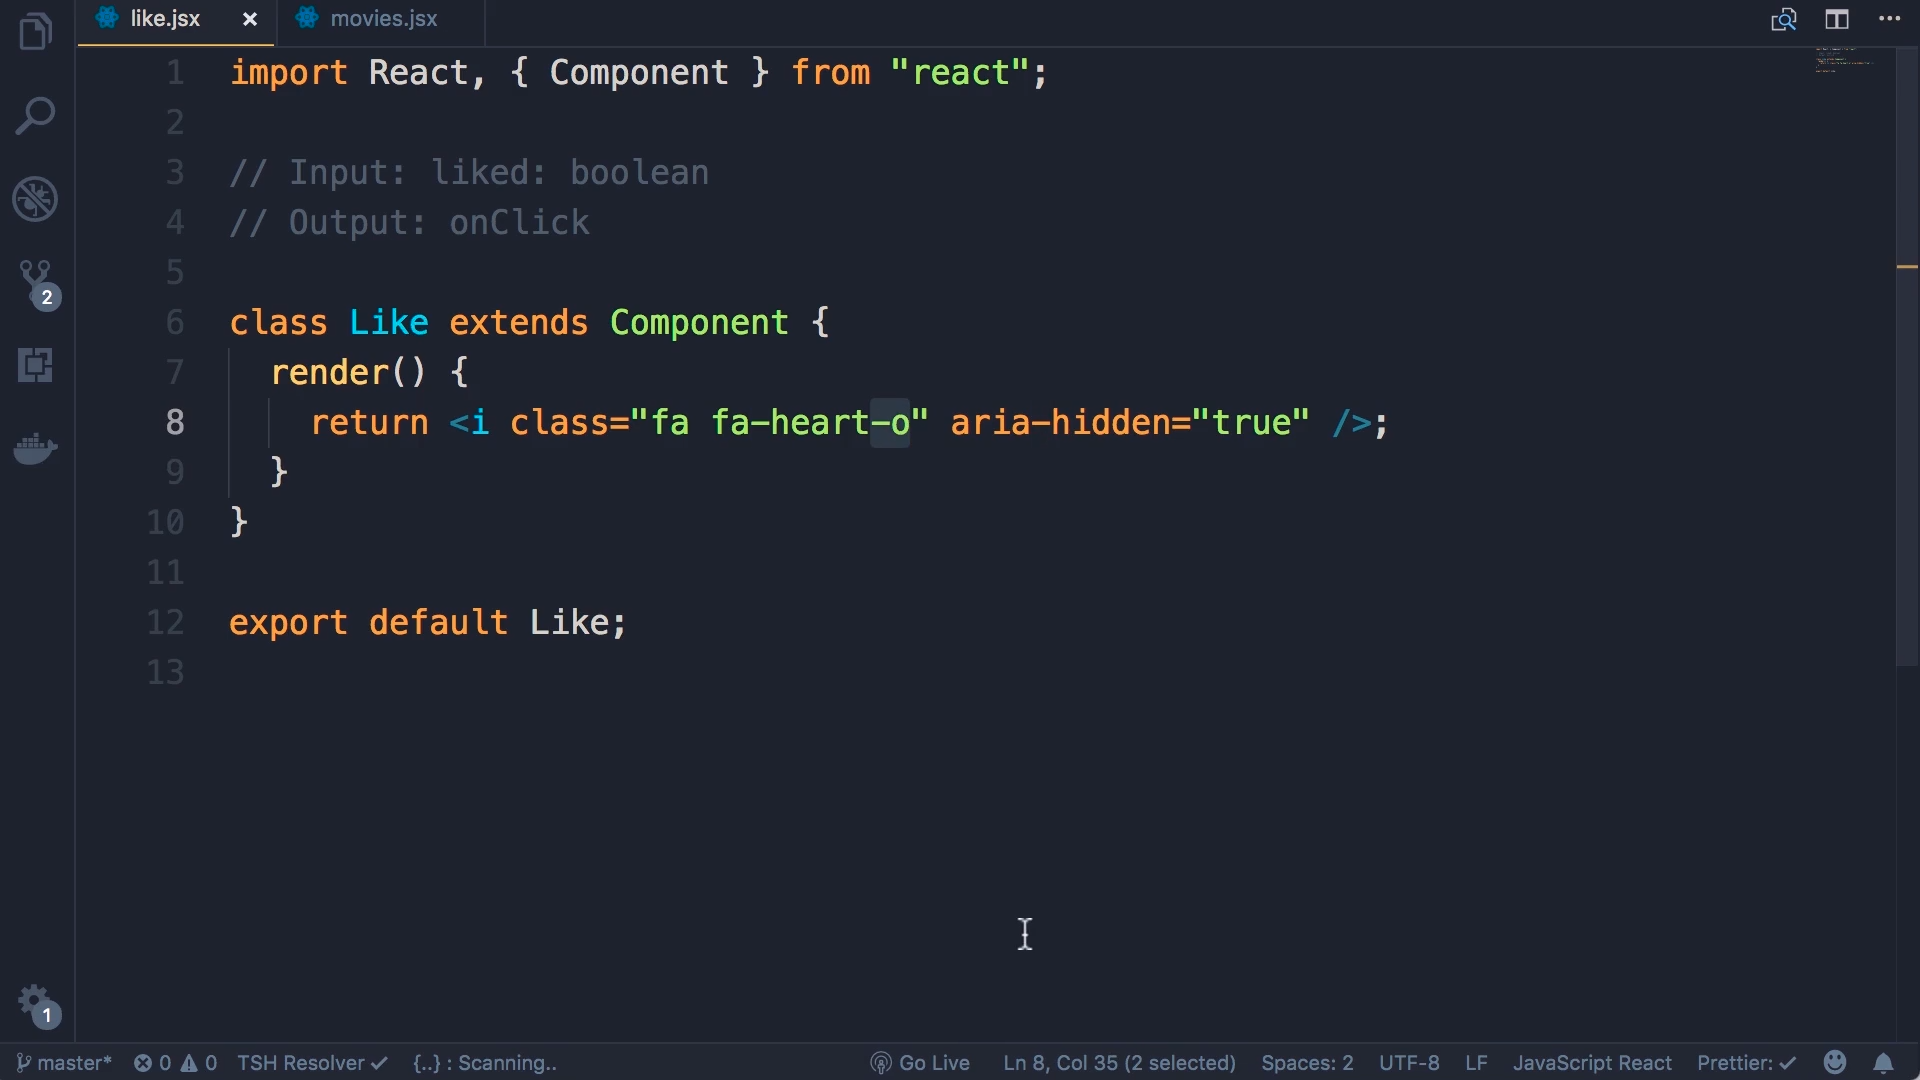 like.jsx × movies.jsx
1 import React, { Component } from "react";
2
3 // Input: liked: boolean
4 // Output: onClick
5
6 class Like extends Component {
7 render() {
8 return <i class="fa fa-heart-o" aria-hidden="true" />;
9 }
10 }
11
12 export default Like;
13
2
1
master* 0 0 TSH Resolver ✓ {..} : Scanning.. Go Live Ln 8, Col 35 (2 selected) Spaces: 2 UTF-8 LF JavaScript React Prettier: ✓